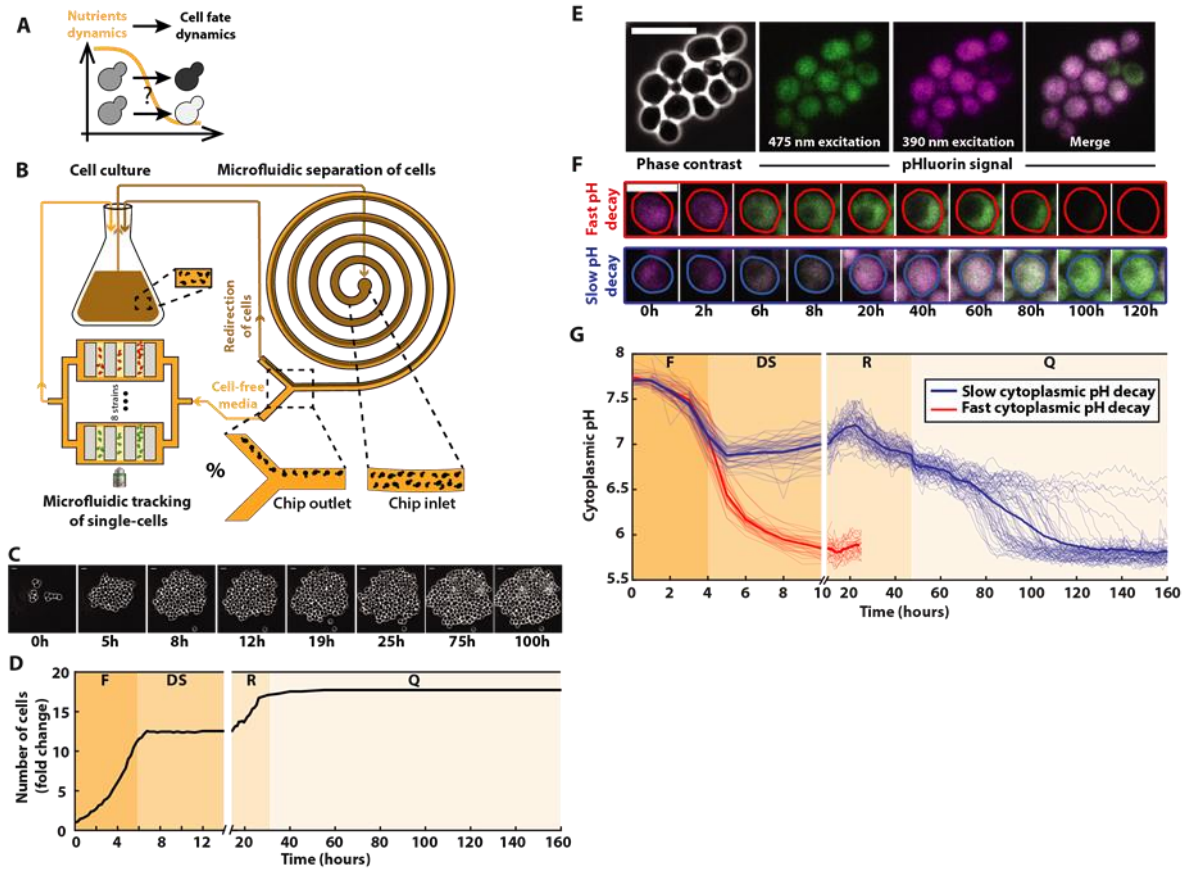 A
Nutrients
dynamics
Cell fate
dynamics
?
B
Cell culture
Microfluidic separation of cells
Redirection
of cells
Cell-free
media
8 strains
%
Microfluidic tracking
of single-cells
Chip outlet
Chip inlet
C
0h 5h 8h 12h 19h 25h 75h 100h
D
Number of cells
(fold change)
20
15
10
5
0
F DS R Q
0 4 8 12 20 40 60 80 100 120 140 160
Time (hours)
E
475 nm excitation
390 nm excitation
Merge
Phase contrast
pHluorin signal
F
Fast pH
decay
Slow pH
decay
0h 2h 6h 8h 20h 40h 60h 80h 100h 120h
G
Cytoplasmic pH
8
7.5
7
6.5
6
5.5
F DS R Q
Slow cytoplasmic pH decay
Fast cytoplasmic pH decay
0 2 4 6 8 10 20 40 60 80 100 120 140 160
Time (hours)